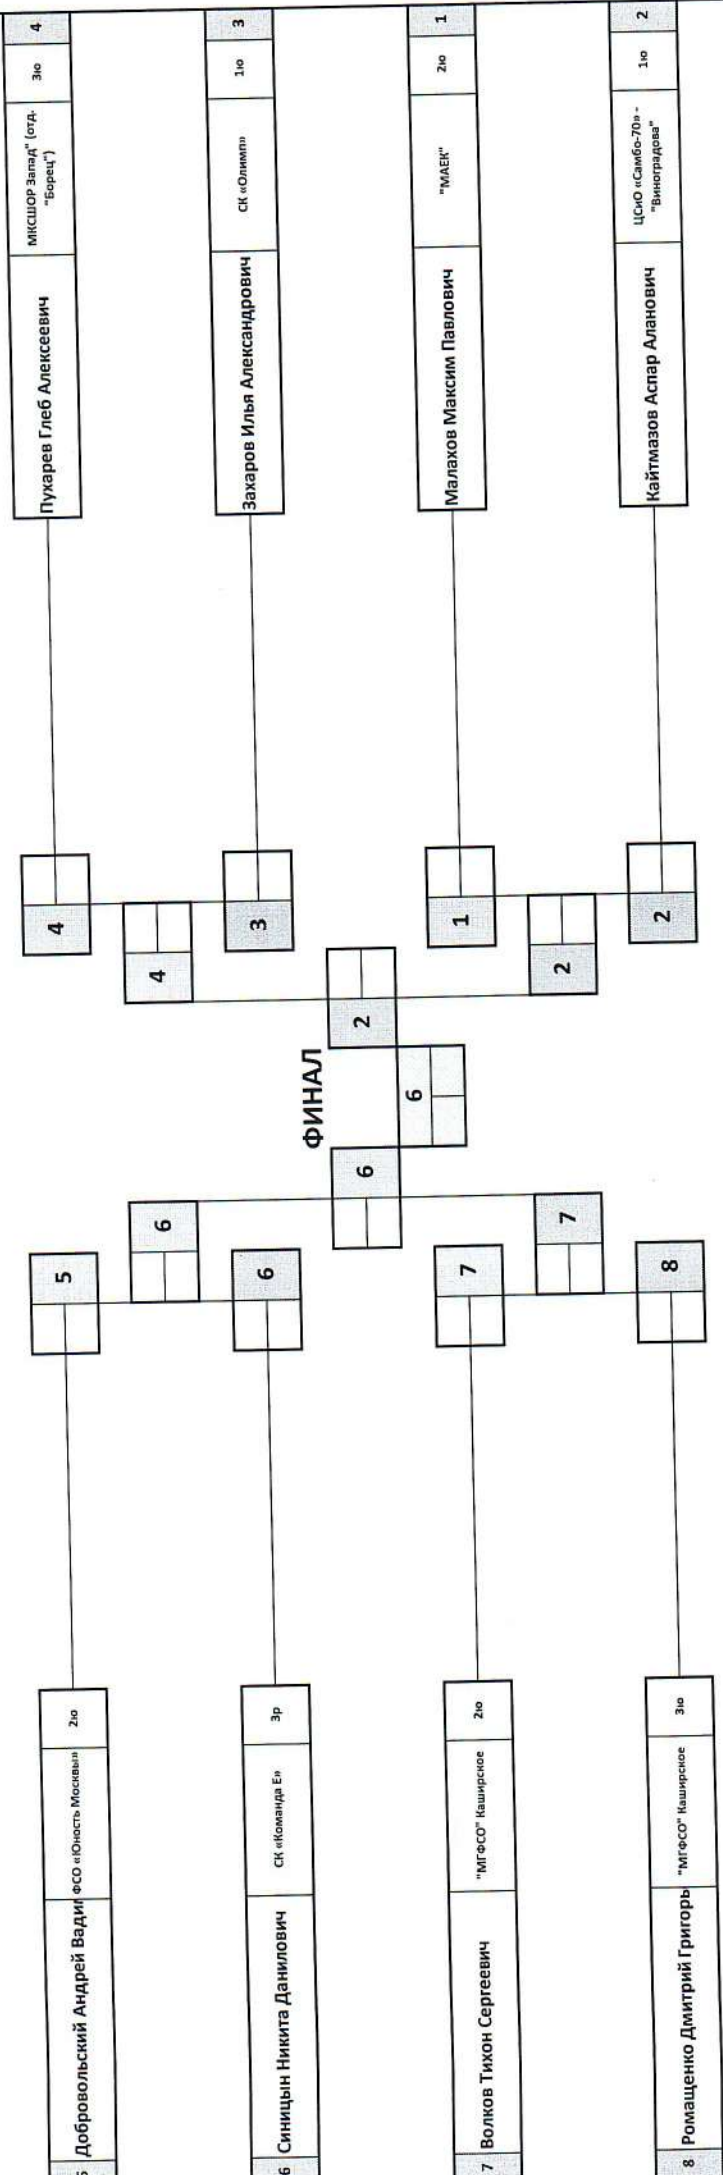 5 Добровольский Андрей Вадиг ФСО «Юность Москвы» 2ю
6 Синицын Никита Данилович СК «Команда Е» 3р
7 Волков Тихон Сергеевич "МГФСО" Каширское 2ю
8 Ромащенко Дмитрий Григорь "МГФСО" Каширское 3ю
5
6
6
7
7
8
ФИНАЛ
6
6
2
4
4
3
1
2
2
Пухарев Глеб Алексеевич МКСШОР Запад" (отд.
"Борец") 3ю 4
Захаров Илья Александрович СК «Олимп» 1ю 3
Малахов Максим Павлович "МАЕК" 2ю 1
Кайтмазов Аспар Аланович ЦСиО «Самбо-70» -
"Виноградова" 1ю 2